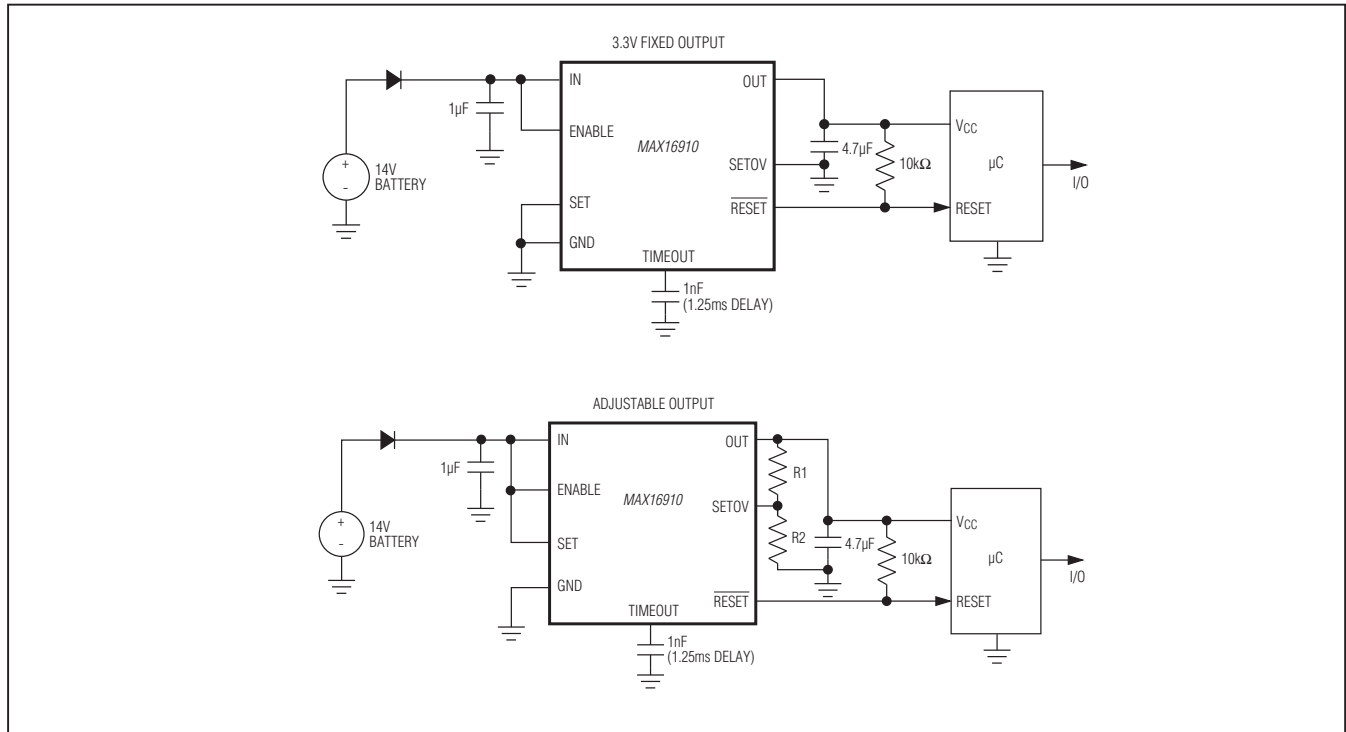 3.3V FIXED OUTPUT
IN
OUT
1µF
ENABLE
MAX16910
VCC
4.7µF
10kΩ
µC
SETOV
14V
BATTERY
I/O
SET
RESET
RESET
GND
TIMEOUT
1nF
(1.25ms DELAY)
ADJUSTABLE OUTPUT
IN
OUT
1µF
R1
ENABLE
MAX16910
SETOV
VCC
14V
BATTERY
R2
4.7µF
SET
10kΩ
µC
I/O
GND
RESET
RESET
TIMEOUT
1nF
(1.25ms DELAY)